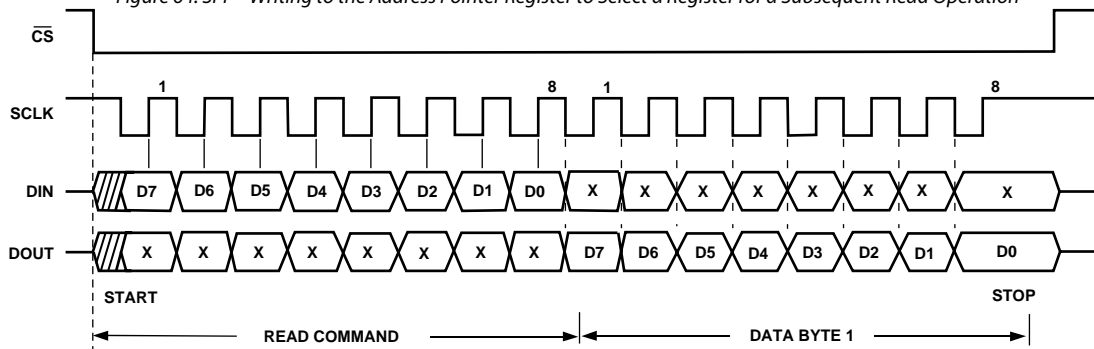 Figure 64. SPI—Writing to the Address Pointer Register to Select a Register for a Subsequent Read Operation
CS
1 8 1 8
SCLK
DIN D7 D6 D5 D4 D3 D2 D1 D0 X X X X X X X X
DOUT X X X X X X X X D7 D6 D5 D4 D3 D2 D1 D0
START STOP
READ COMMAND DATA BYTE 1